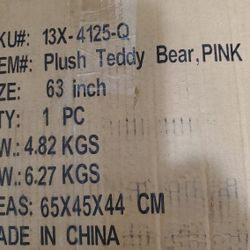 KU#: 13X-4125-Q
EM#: Plush Teddy Bear,PINK
ZE: 63 inch
TY: 1 PC
W.: 4.82 KGS
W.: 6.27 KGS
EAS: 65X45X44 CM
ADE IN CHINA